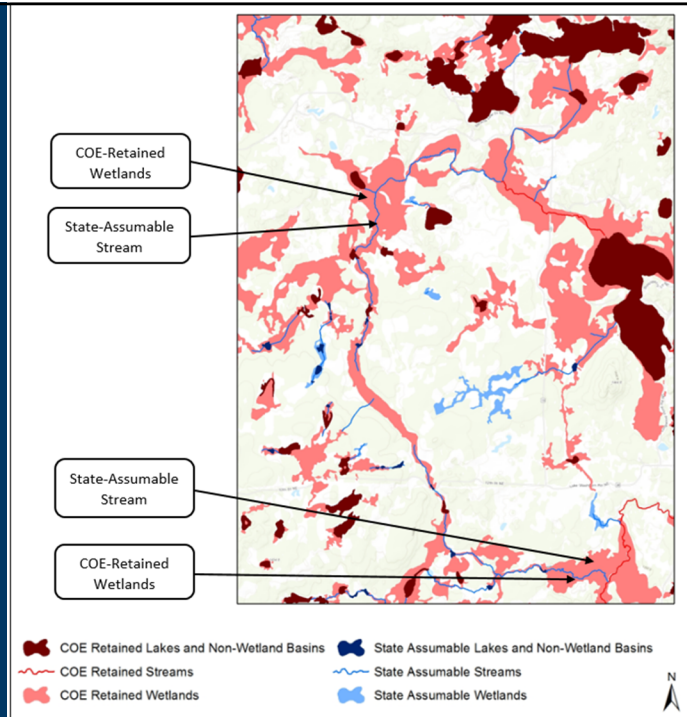 COE-Retained
Wetlands
State-Assumable
Stream
State-Assumable
Stream
COE-Retained
Wetlands
COE Retained Lakes and Non-Wetland Basins
State Assumable Lakes and Non-Wetland Basins
COE Retained Streams
State Assumable Streams
COE Retained Wetlands
State Assumable Wetlands
N